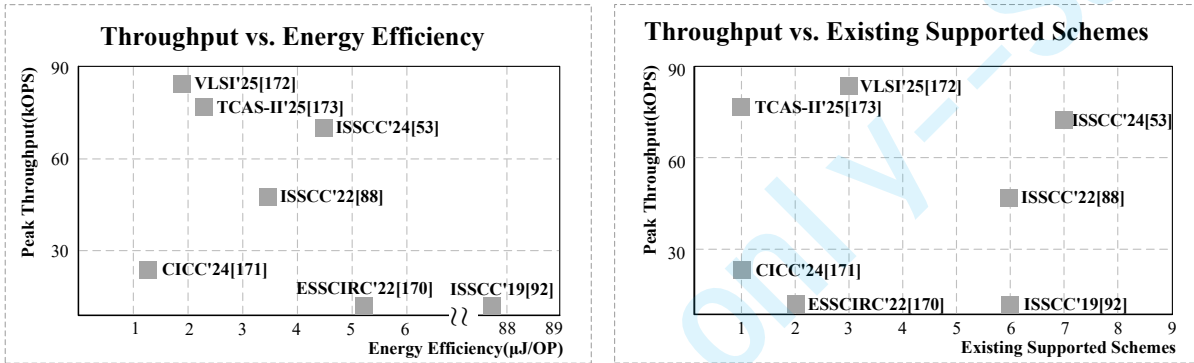 Throughput vs. Energy Efficiency
Peak Throughput(kOPS)
90
60
30
VLSI'25[172]
TCAS-II'25[173]
ISSCC'24[53]
ISSCC'22[88]
CICC'24[171]
ESSCIRC'22[170]
ISSCC'19[92]
1 2 3 4 5 6 88 89
Energy Efficiency(μJ/OP)
Throughput vs. Existing Supported Schemes
Peak Throughput(kOPS)
90
60
30
VLSI'25[172]
TCAS-II'25[173]
ISSCC'24[53]
ISSCC'22[88]
CICC'24[171]
ESSCIRC'22[170]
ISSCC'19[92]
1 2 3 4 5 6 7 8 9
Existing Supported Schemes
only